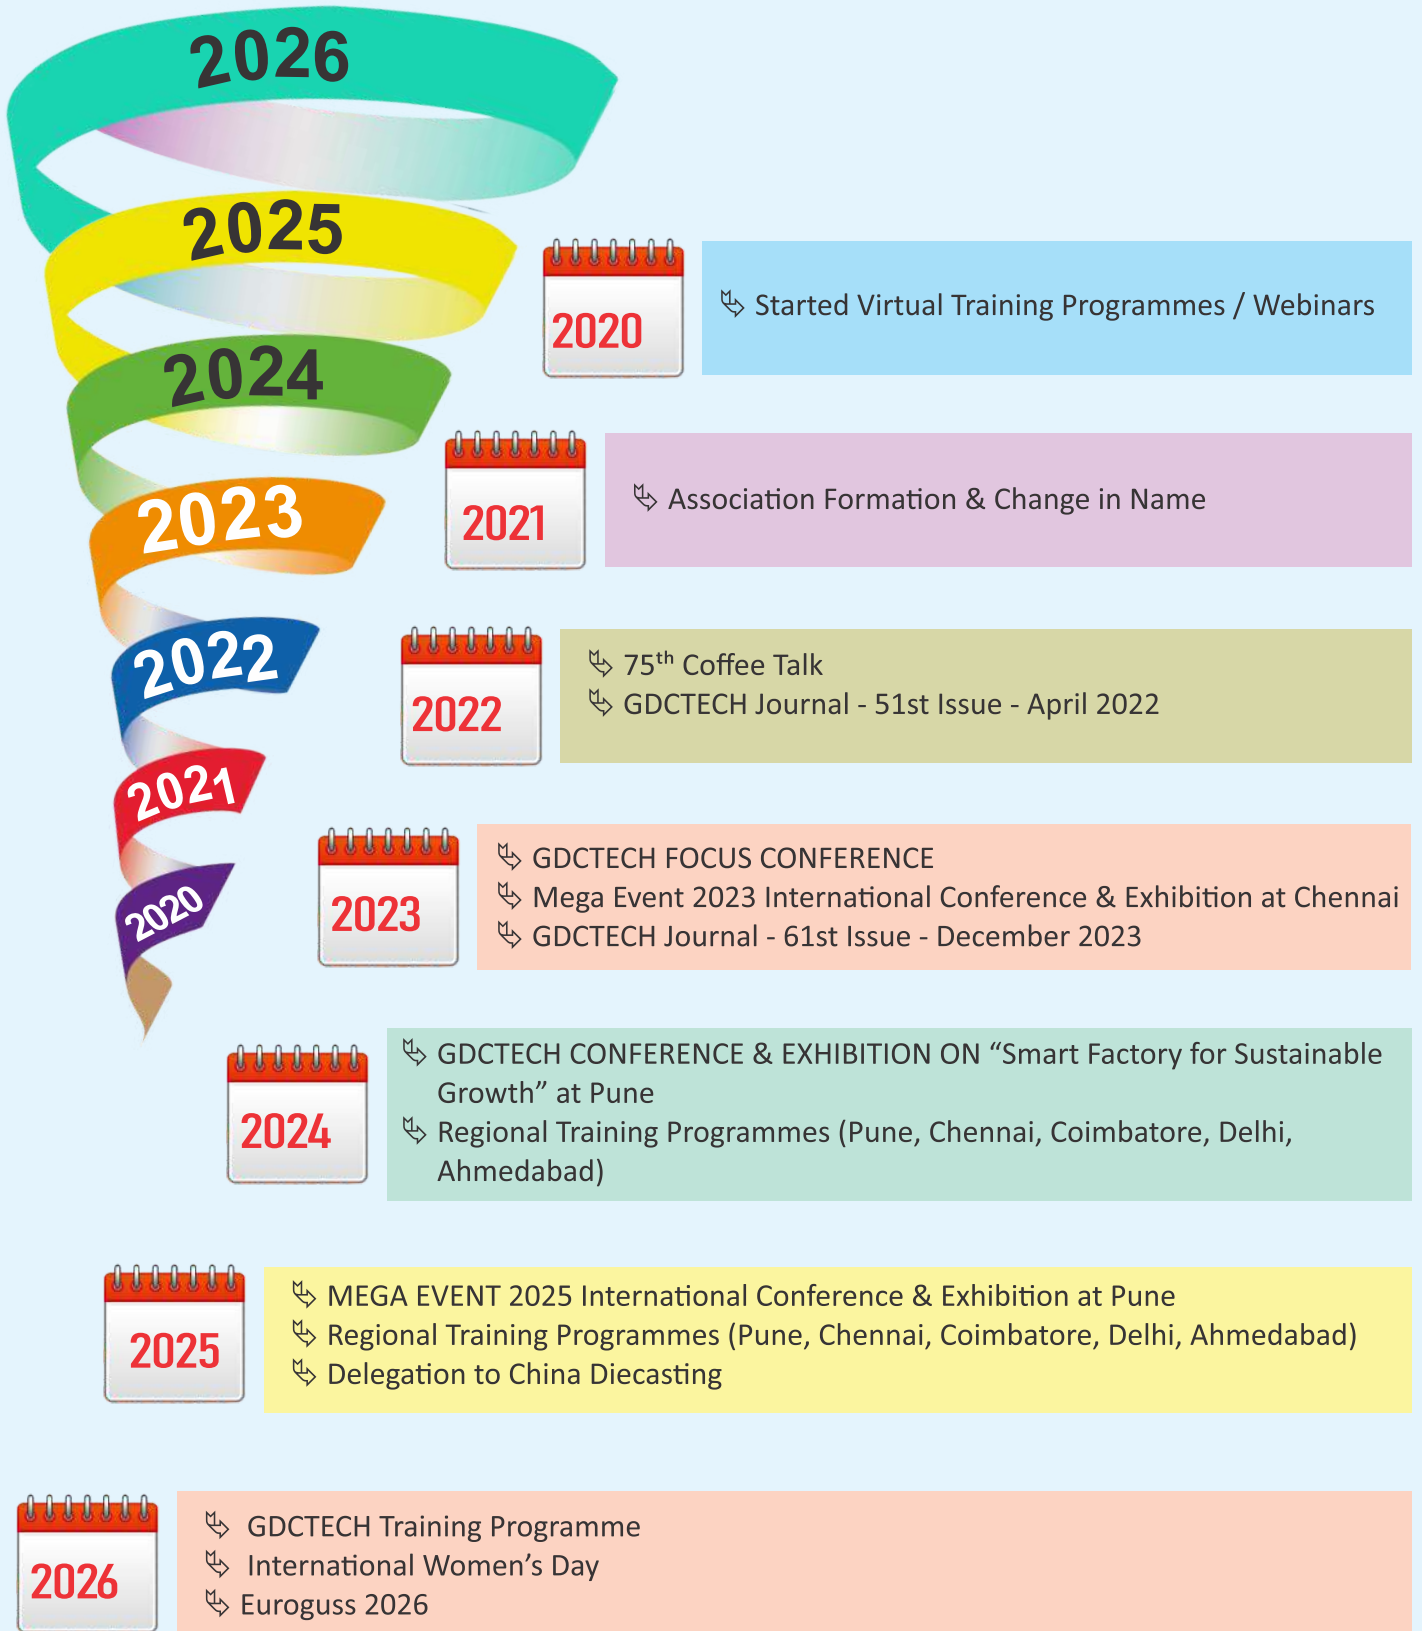 2026
2025
2024
2023
2022
2021
2020
2020
Started Virtual Training Programmes / Webinars
2021
Association Formation & Change in Name
2022
75th Coffee Talk
GDCTECH Journal - 51st Issue - April 2022
2023
GDCTECH FOCUS CONFERENCE
Mega Event 2023 International Conference & Exhibition at Chennai
GDCTECH Journal - 61st Issue - December 2023
2024
GDCTECH CONFERENCE & EXHIBITION ON “Smart Factory for Sustainable
Growth” at Pune
Regional Training Programmes (Pune, Chennai, Coimbatore, Delhi,
Ahmedabad)
2025
MEGA EVENT 2025 International Conference & Exhibition at Pune
Regional Training Programmes (Pune, Chennai, Coimbatore, Delhi, Ahmedabad)
Delegation to China Diecasting
2026
GDCTECH Training Programme
International Women’s Day
Euroguss 2026